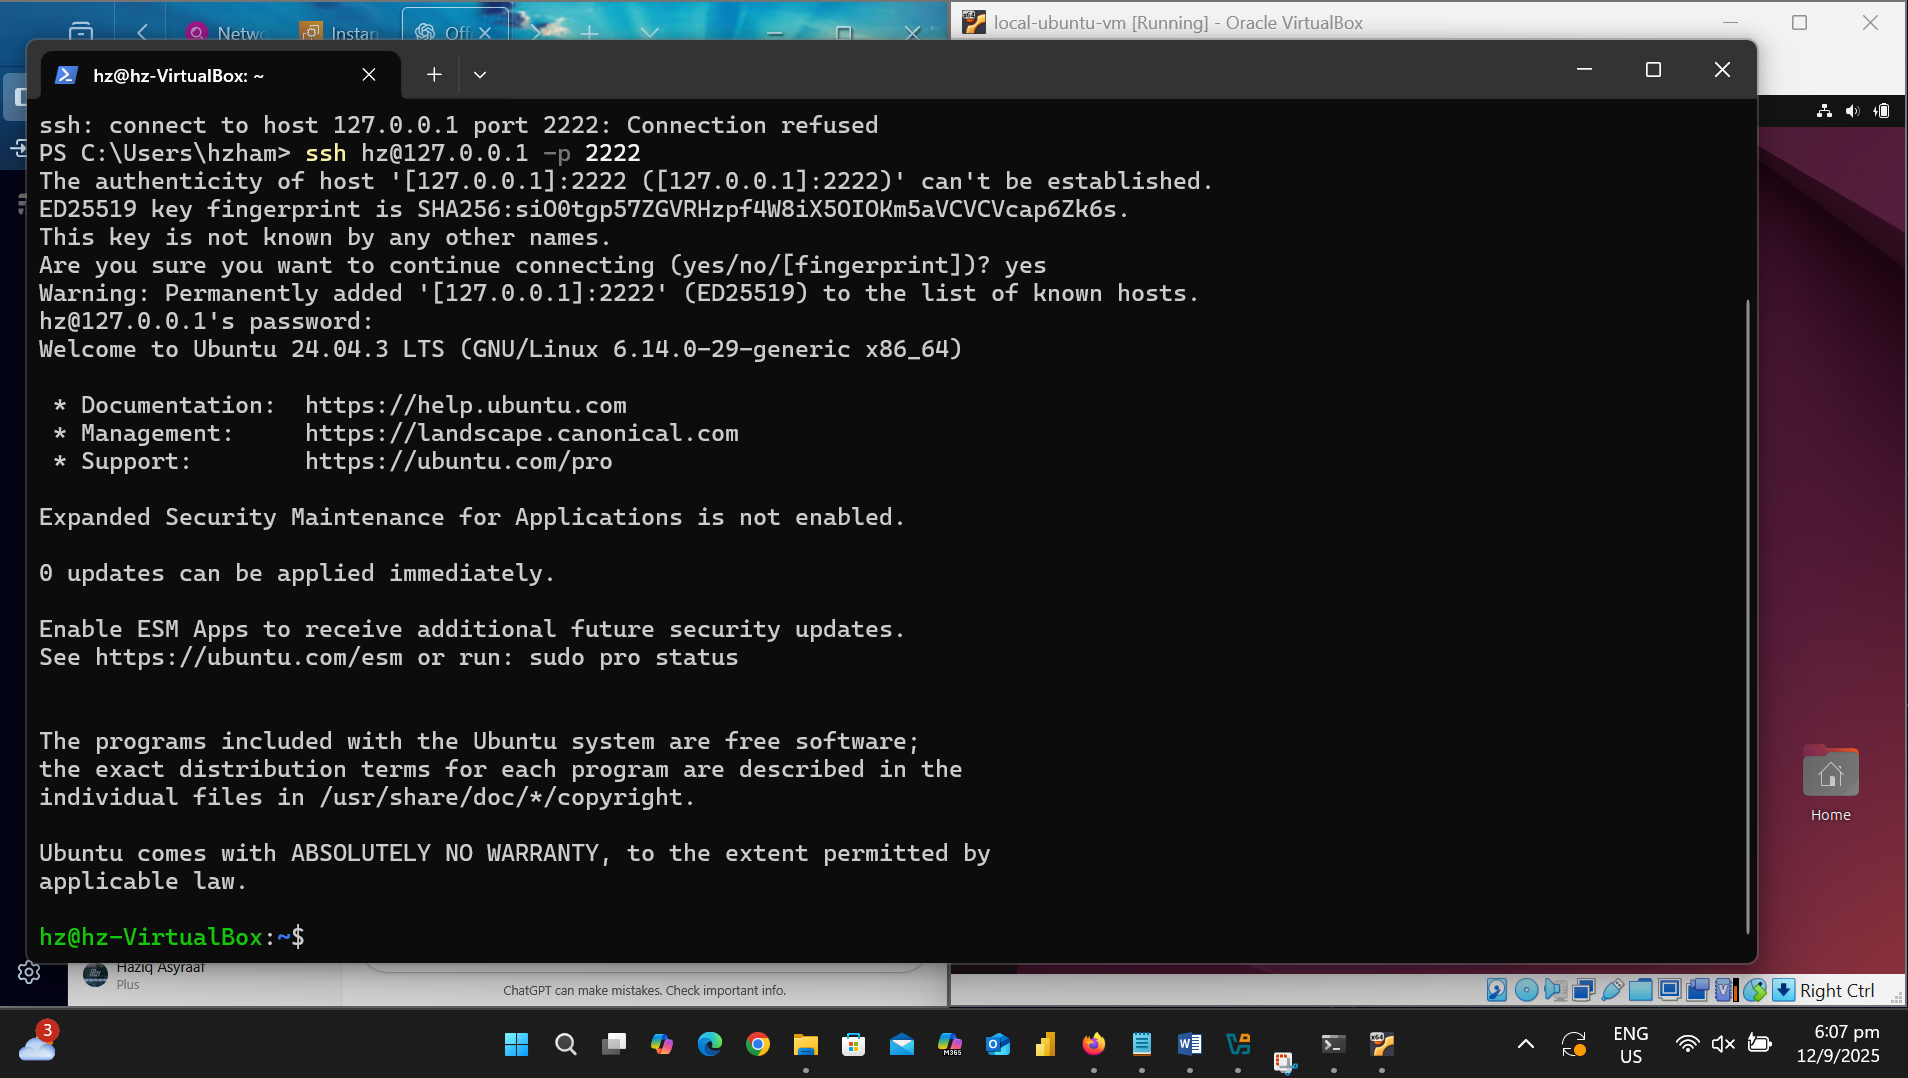 Netwo
Instan
Off
local-ubuntu-vm [Running] - Oracle VirtualBox
hz@hz-VirtualBox: ~
ssh: connect to host 127.0.0.1 port 2222: Connection refused
PS C:\Users\hzham> ssh hz@127.0.0.1 -p 2222
The authenticity of host '[127.0.0.1]:2222 ([127.0.0.1]:2222)' can't be established.
ED25519 key fingerprint is SHA256:siO0tgp57ZGVRHzpf4W8iX5OIOKm5aVCVCVcap6Zk6s.
This key is not known by any other names.
Are you sure you want to continue connecting (yes/no/[fingerprint])? yes
Warning: Permanently added '[127.0.0.1]:2222' (ED25519) to the list of known hosts.
hz@127.0.0.1's password:
Welcome to Ubuntu 24.04.3 LTS (GNU/Linux 6.14.0-29-generic x86_64)
* Documentation:  https://help.ubuntu.com
* Management:     https://landscape.canonical.com
* Support:        https://ubuntu.com/pro
Expanded Security Maintenance for Applications is not enabled.
0 updates can be applied immediately.
Enable ESM Apps to receive additional future security updates.
See https://ubuntu.com/esm or run: sudo pro status
The programs included with the Ubuntu system are free software;
the exact distribution terms for each program are described in the
individual files in /usr/share/doc/*/copyright.
Ubuntu comes with ABSOLUTELY NO WARRANTY, to the extent permitted by
applicable law.
hz@hz-VirtualBox:~$
Home
Haziq Asyraaf
Plus
ChatGPT can make mistakes. Check important info.
Right Ctrl
3
ENG
US
6:07 pm
12/9/2025